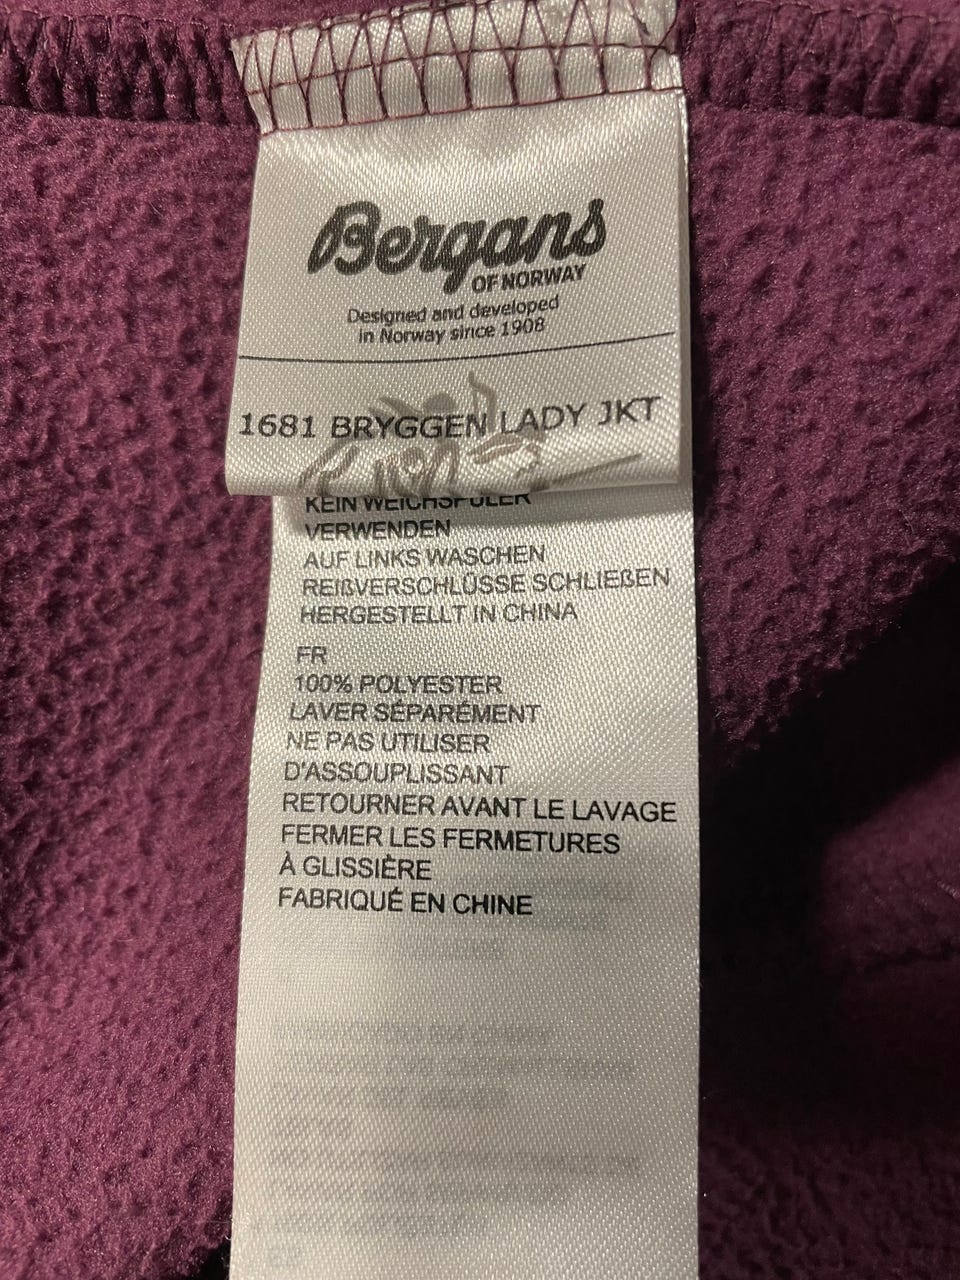 Bergans
OF NORWAY
Designed and developed
in Norway since 1908
1681 BRYGGEN LADY JKT
KEIN WEICHSPÜLER
VERWENDEN
AUF LINKS WASCHEN
REIßVERSCHLÜSSE SCHLIEßEN
HERGESTELLT IN CHINA
FR
100% POLYESTER
LAVER SÉPARÉMENT
NE PAS UTILISER
D'ASSOUPLISSANT
RETOURNER AVANT LE LAVAGE
FERMER LES FERMETURES
À GLISSIÈRE
FABRIQUÉ EN CHINE